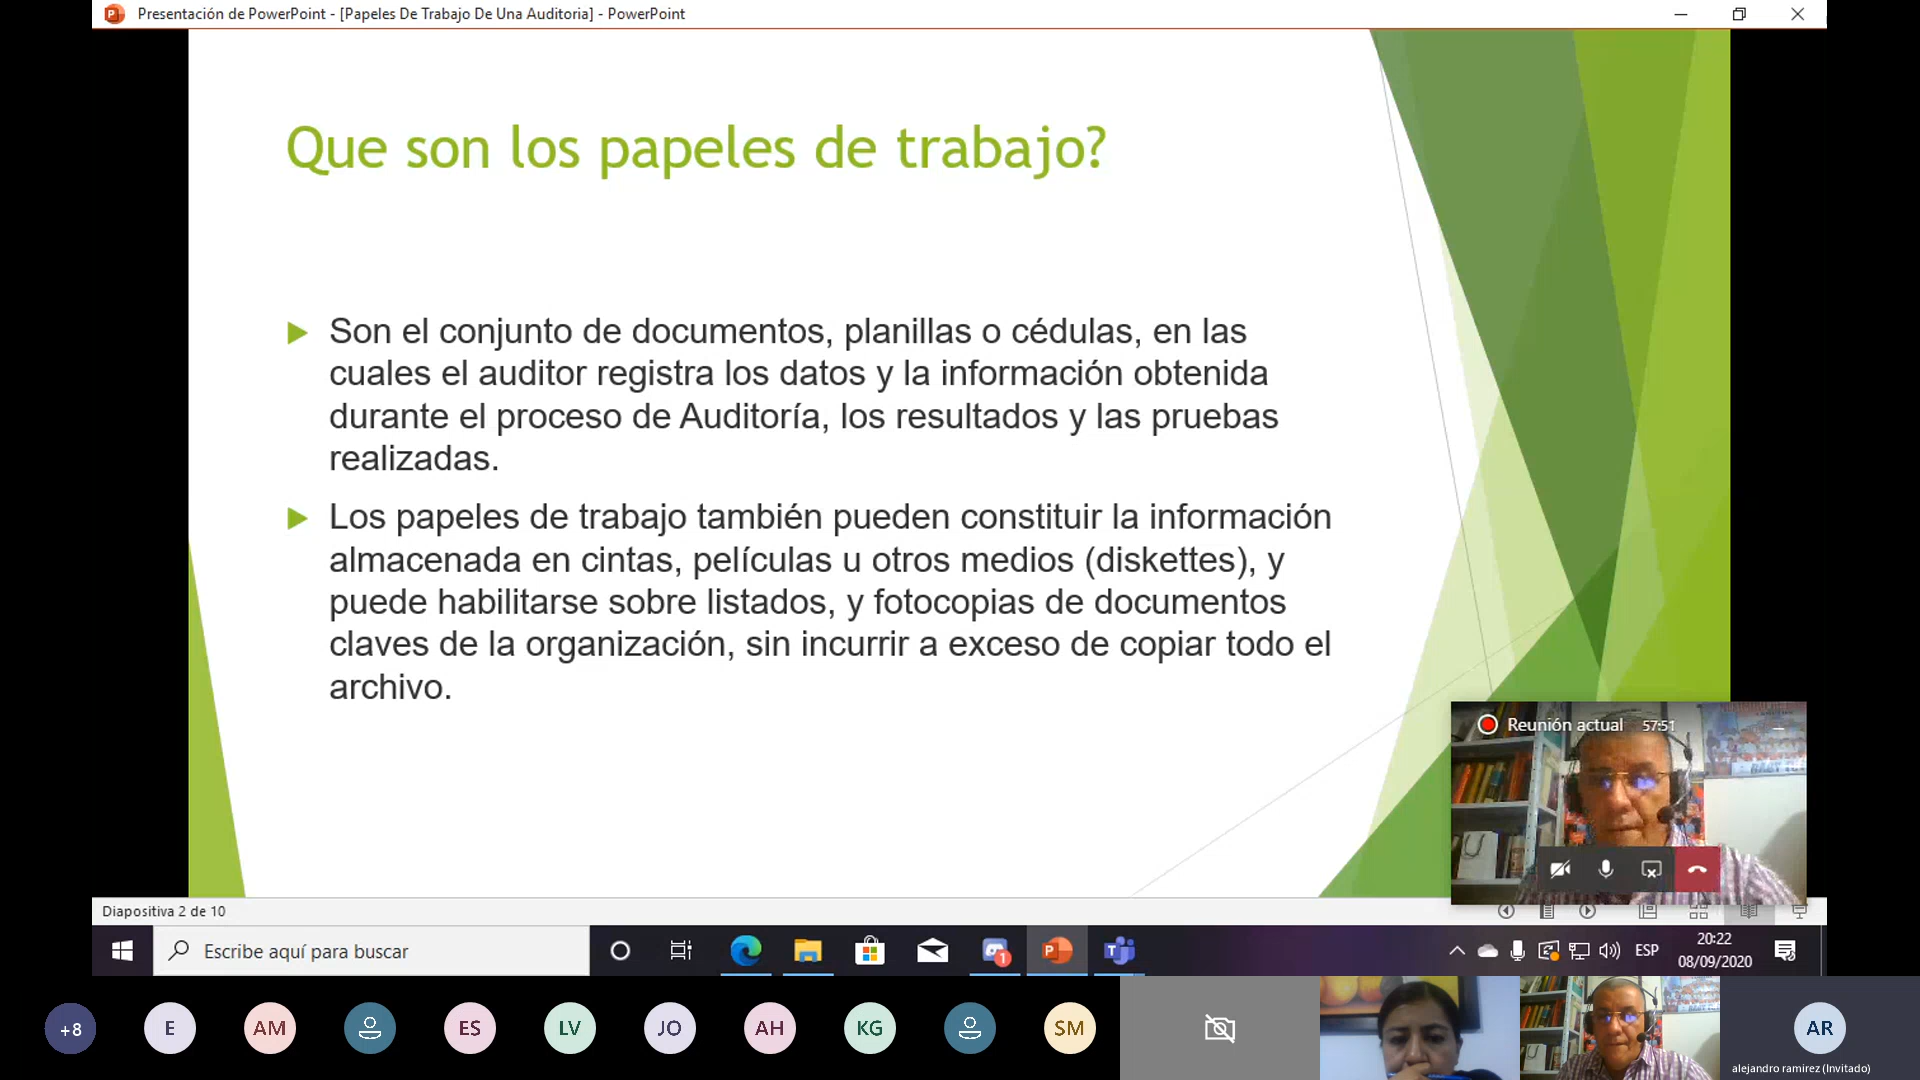 Presentación de PowerPoint - [Papeles De Trabajo De Una Auditoria] - PowerPoint
Que son los papeles de trabajo?
Son el conjunto de documentos, planillas o cédulas, en las
cuales el auditor registra los datos y la información obtenida
durante el proceso de Auditoría, los resultados y las pruebas
realizadas.
Los papeles de trabajo también pueden constituir la información
almacenada en cintas, películas u otros medios (diskettes), y
puede habilitarse sobre listados, y fotocopias de documentos
claves de la organización, sin incurrir a exceso de copiar todo el
archivo.
Reunión actual 57:51
Diapositiva 2 de 10
Escribe aquí para buscar
1
ESP
20:22
08/09/2020
+8
E
AM
ES
LV
JO
AH
KG
SM
AR
alejandro ramirez (Invitado)